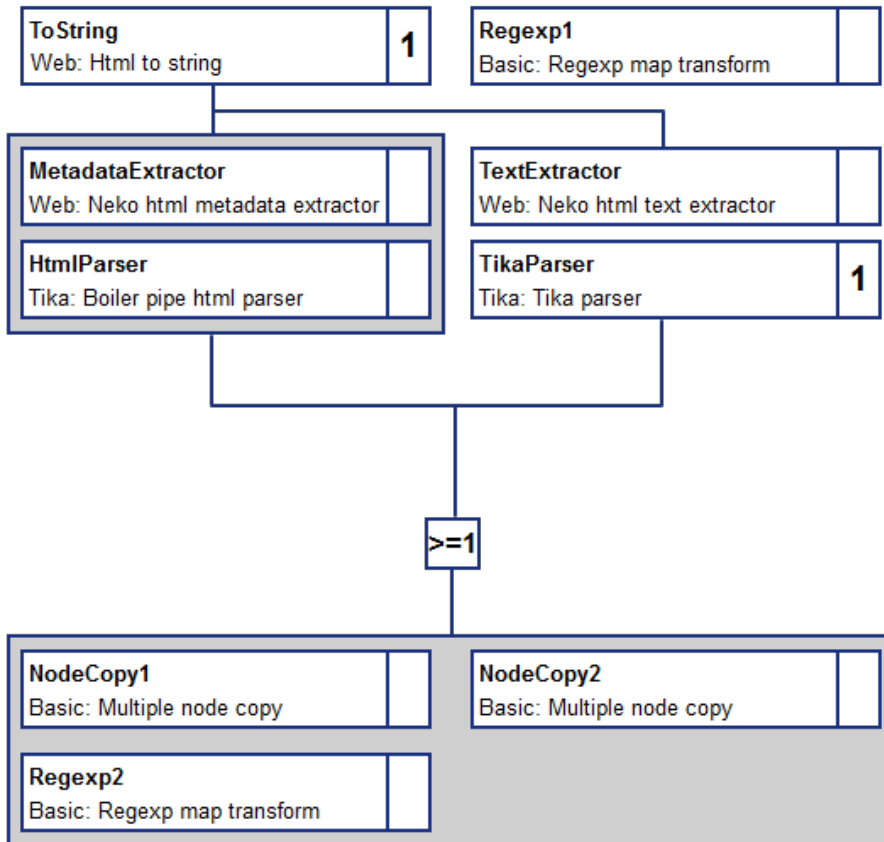 ToString
Web: Html to string
1
Regexp1
Basic: Regexp map transform
MetadataExtractor
Web: Neko html metadata extractor
TextExtractor
Web: Neko html text extractor
HtmlParser
Tika: Boiler pipe html parser
TikaParser
Tika: Tika parser
1
>=1
NodeCopy1
Basic: Multiple node copy
NodeCopy2
Basic: Multiple node copy
Regexp2
Basic: Regexp map transform